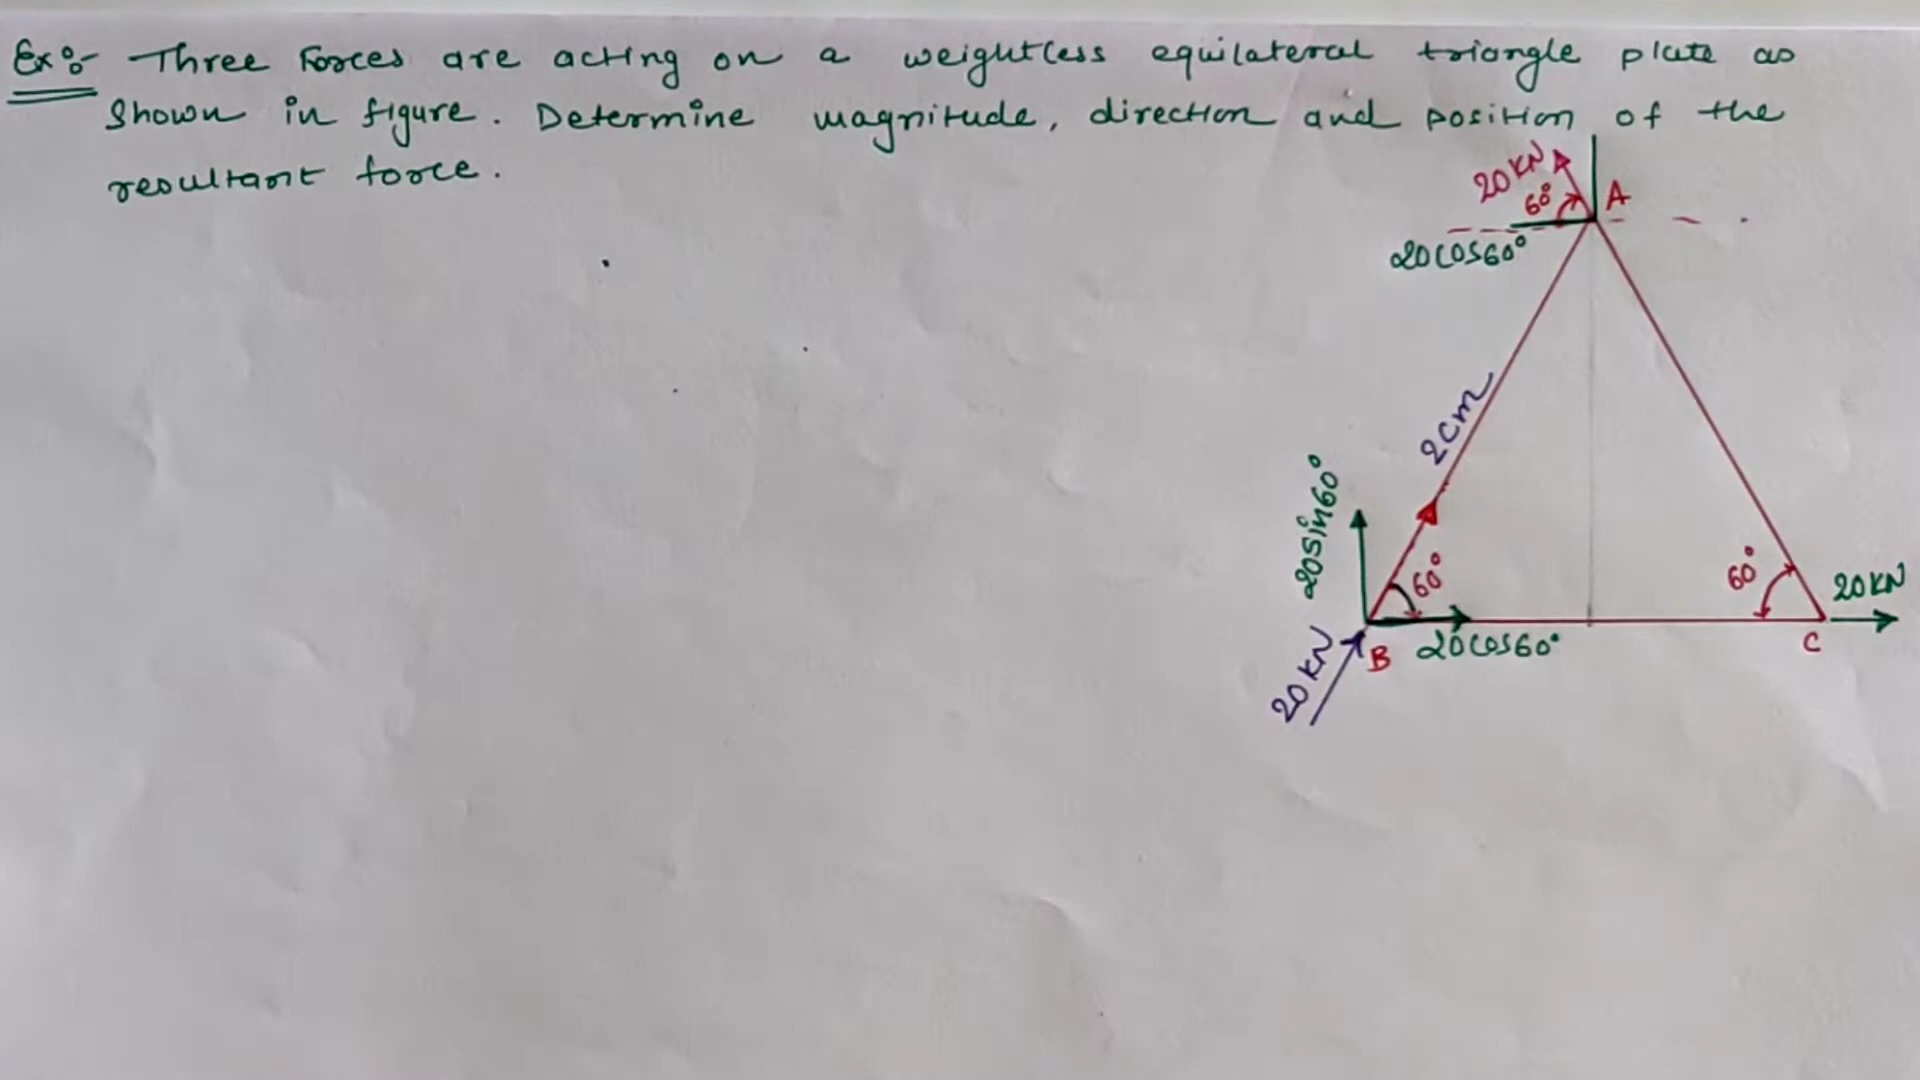 Ex:- Three Forces are acting on a weightless equilateral triangle plate as
shown in figure. Determine magnitude, direction and position of the
resultant force.
20KN
60°
A
20cos60°
2cm
20sin60°
60°
60°
20KN
20KN
B
20cos60°
C